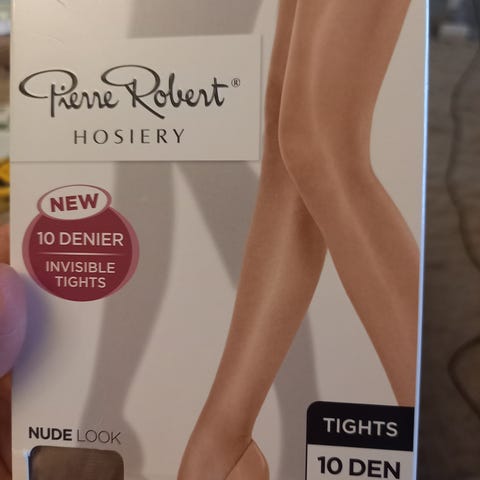 Pierre Robert®
HOSIERY
NEW
10 DENIER
INVISIBLE
TIGHTS
NUDE LOOK
TIGHTS
10 DEN